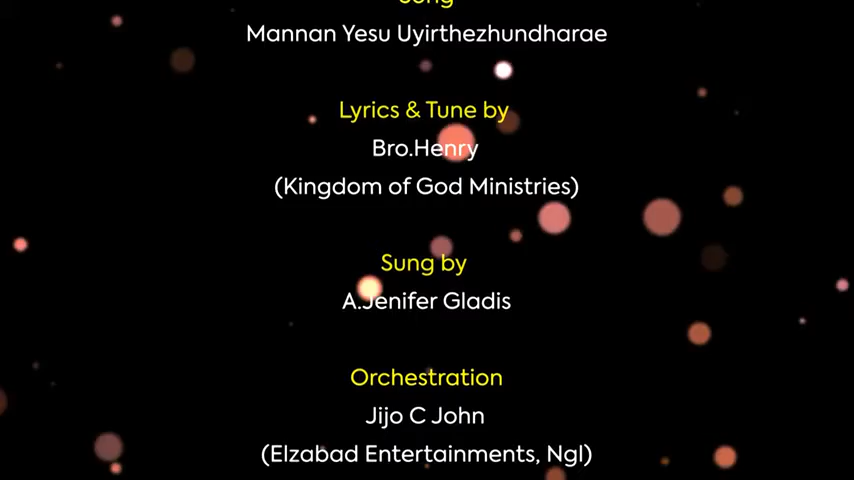 Song
Mannan Yesu Uyirthezhundharae
Lyrics & Tune by
Bro.Henry
(Kingdom of God Ministries)
Sung by
A.Jenifer Gladis
Orchestration
Jijo C John
(Elzabad Entertainments, Ngl)